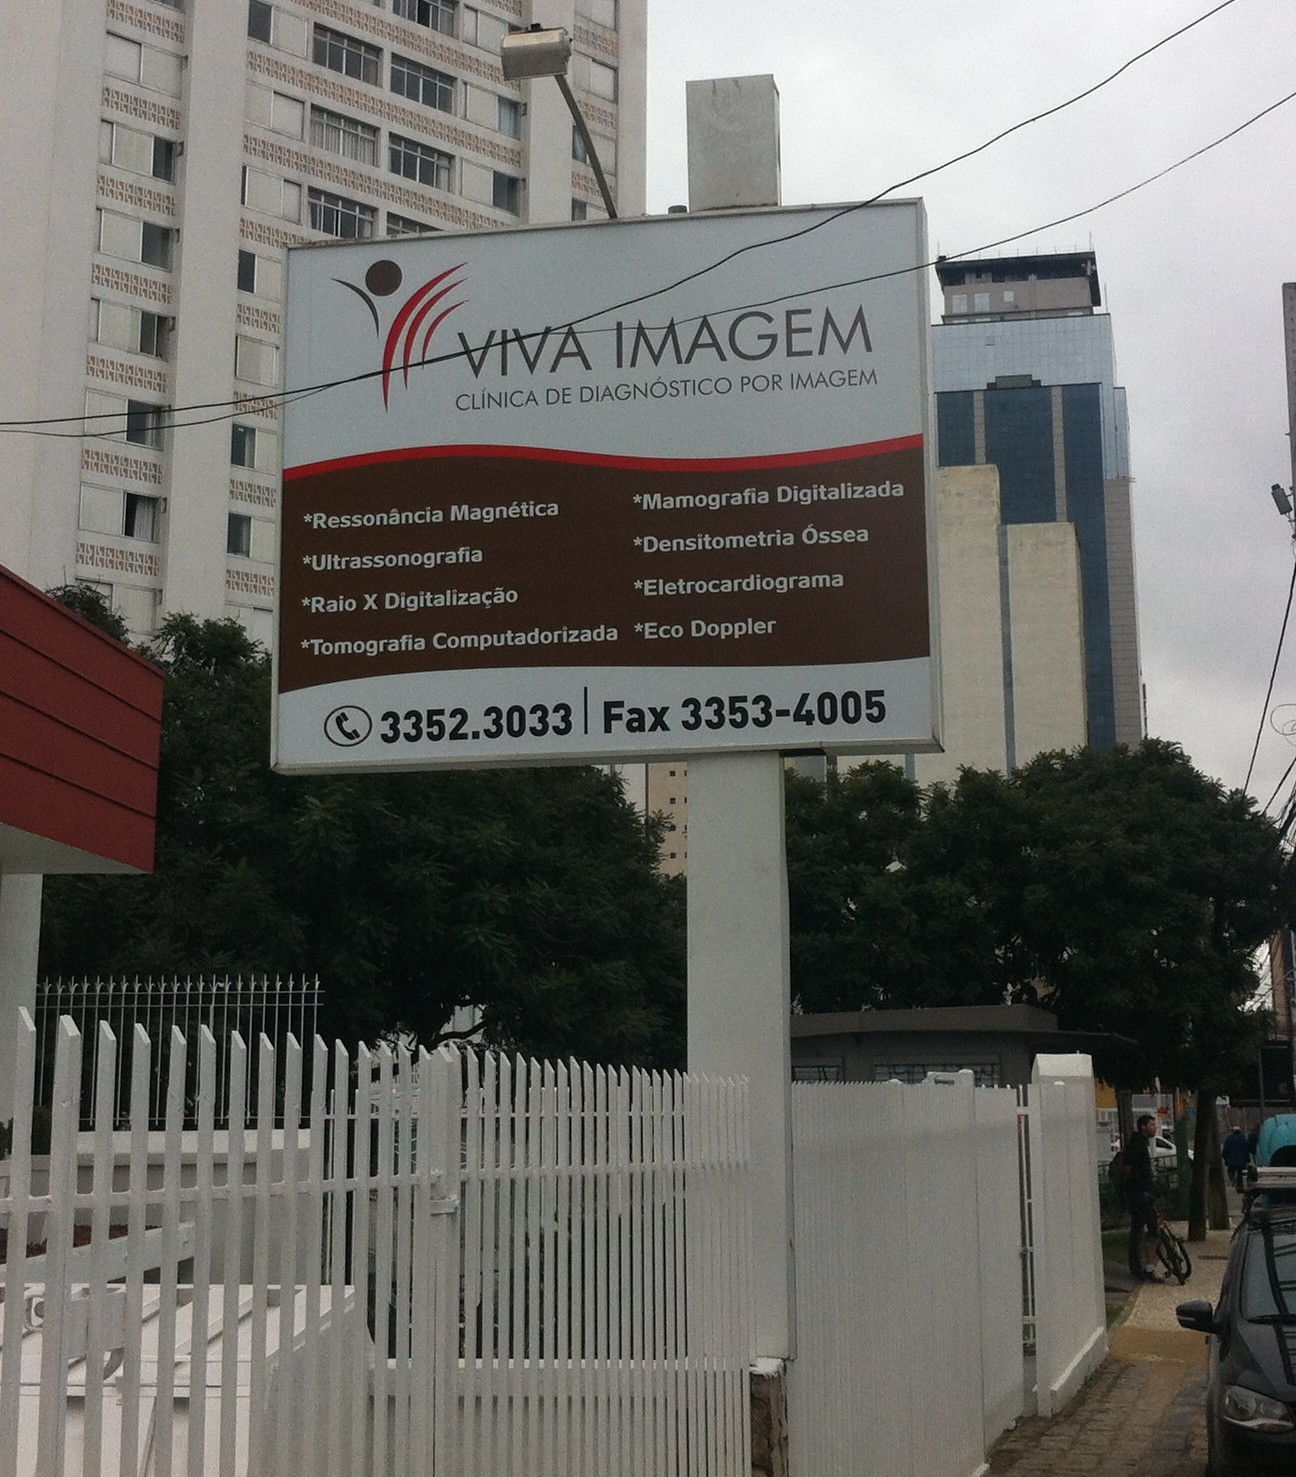 VIVA IMAGEM
CLÍNICA DE DIAGNÓSTICO POR IMAGEM
*Ressonância Magnética
*Ultrassonografia
*Raio X Digitalização
*Tomografia Computadorizada
*Mamografia Digitalizada
*Densitometria Óssea
*Eletrocardiograma
*Eco Doppler
3352.3033 | Fax 3353-4005